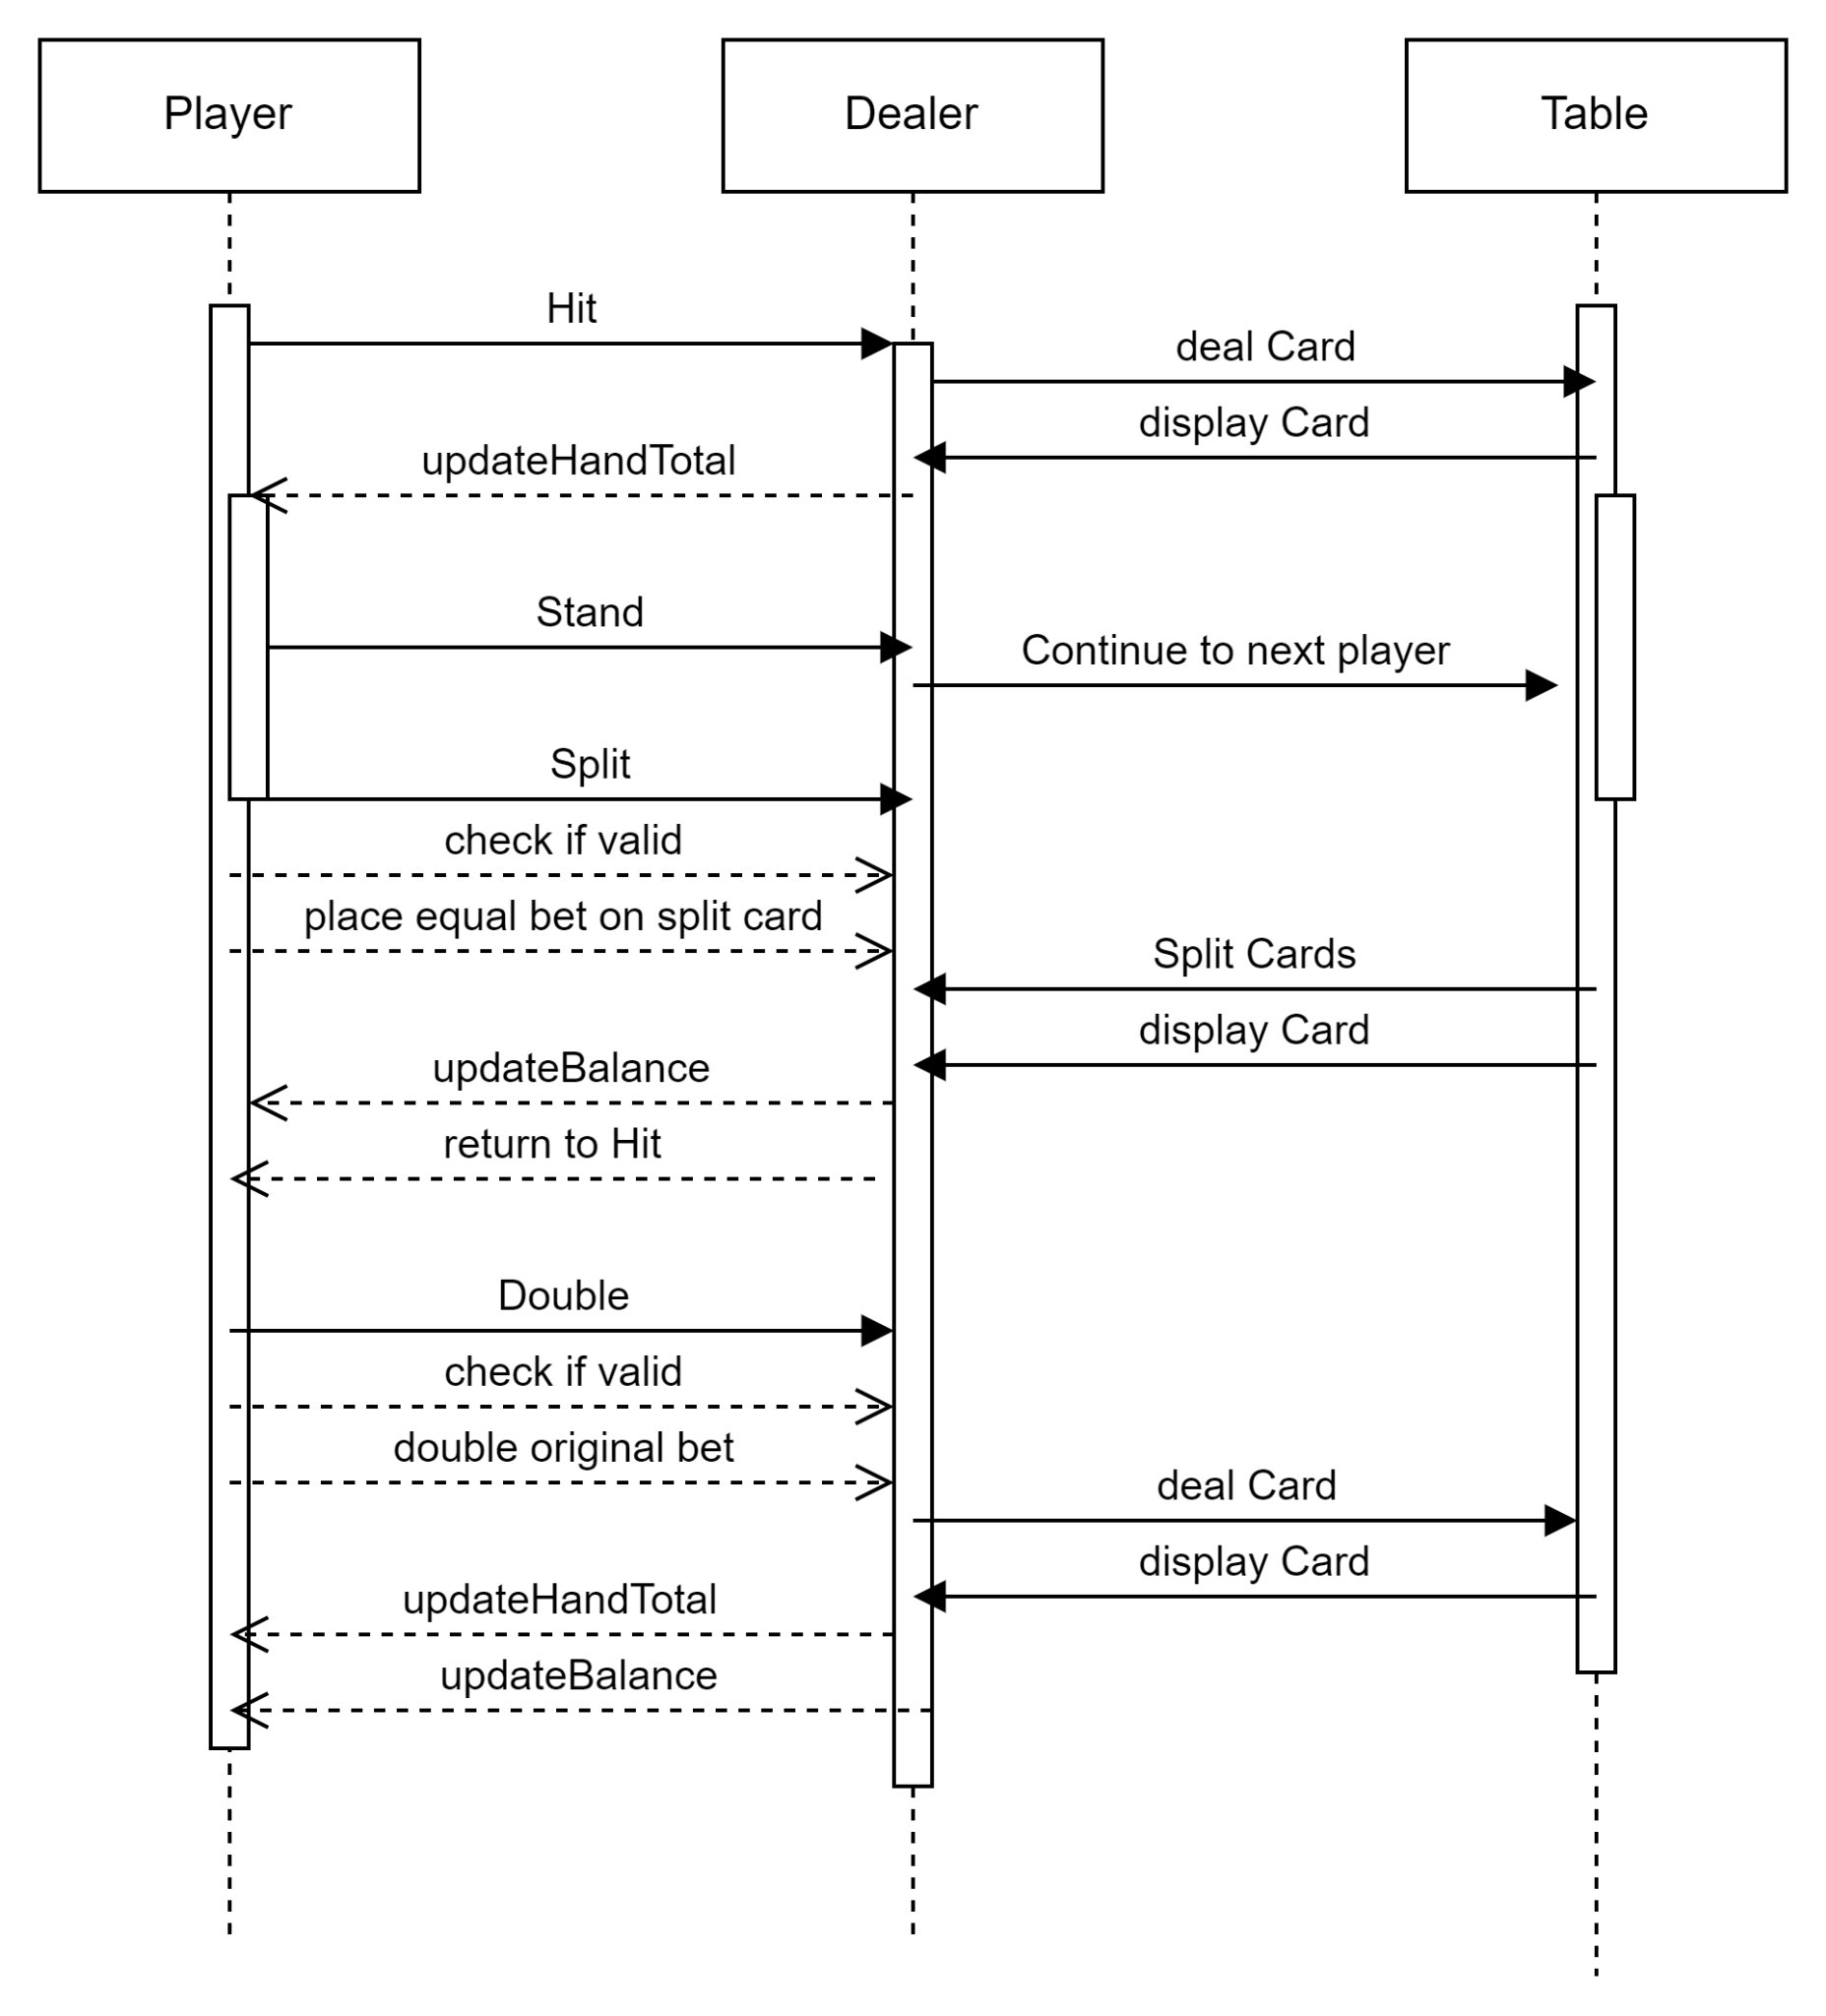 Player
Dealer
Table
Hit
deal Card
display Card
updateHandTotal
Stand
Continue to next player
Split
check if valid
place equal bet on split card
Split Cards
display Card
updateBalance
return to Hit
Double
check if valid
double original bet
deal Card
display Card
updateHandTotal
updateBalance